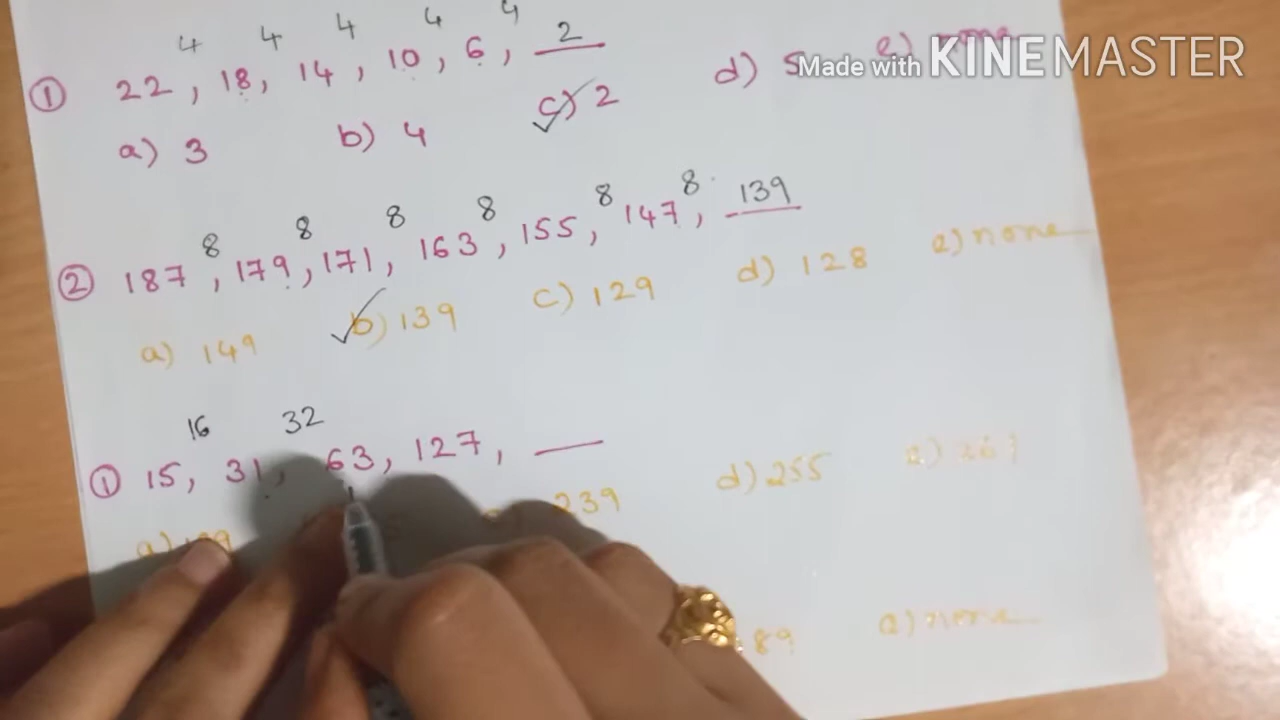 4 4 4 4 4
① 22, 18, 14, 10, 6, 2
a) 3 b) 4 c) 2 d) 5 e) none
Made with KINEMASTER
8 8 8 8 8 8
② 187, 179, 171, 163, 155, 147, 139
a) 149 b) 139 c) 129 d) 128 e) none
16 32
① 15, 31, 63, 127,
a) 239 d) 255
89 e) none